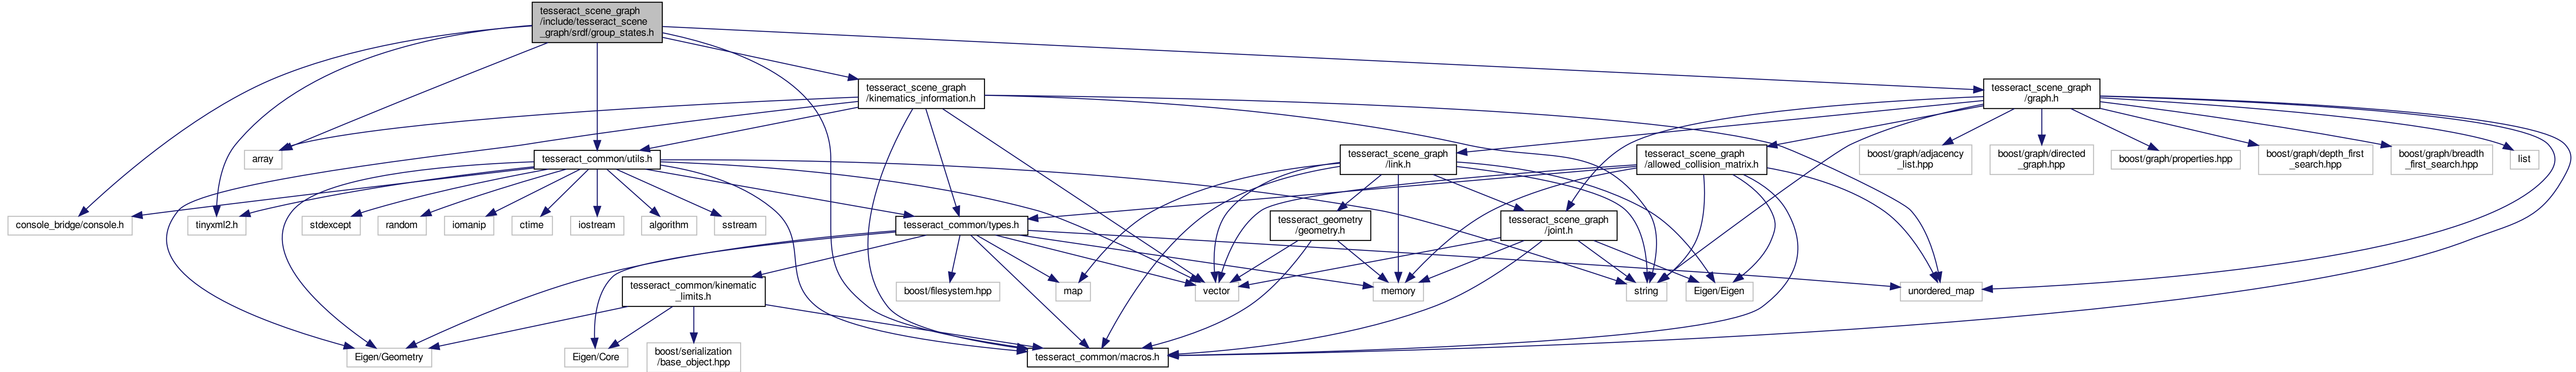 tesseract_scene_graph
/include/tesseract_scene
_graph/srdf/group_states.h
tesseract_scene_graph
/kinematics_information.h
tesseract_scene_graph
/graph.h
array
tesseract_common/utils.h
tesseract_scene_graph
/link.h
tesseract_scene_graph
/allowed_collision_matrix.h
boost/graph/adjacency
_list.hpp
boost/graph/directed
_graph.hpp
boost/graph/properties.hpp
boost/graph/depth_first
_search.hpp
boost/graph/breadth
_first_search.hpp
list
console_bridge/console.h
tinyxml2.h
stdexcept
random
iomanip
ctime
iostream
algorithm
sstream
tesseract_common/types.h
tesseract_geometry
/geometry.h
tesseract_scene_graph
/joint.h
tesseract_common/kinematic
_limits.h
boost/filesystem.hpp
map
vector
memory
string
Eigen/Eigen
unordered_map
Eigen/Geometry
Eigen/Core
boost/serialization
/base_object.hpp
tesseract_common/macros.h